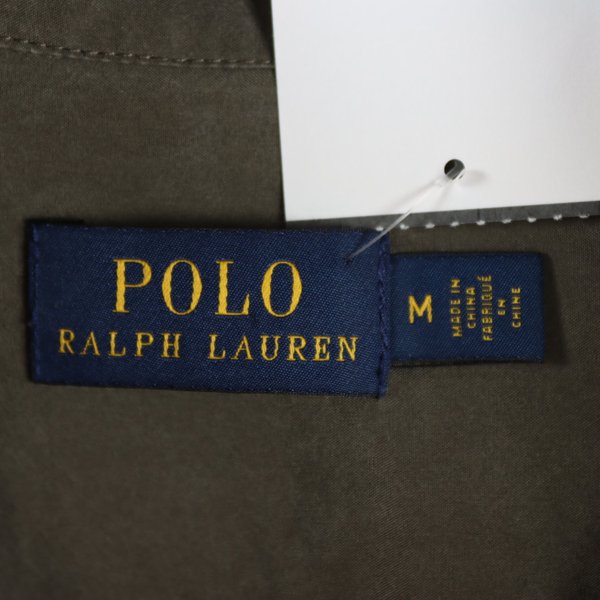 POLO
RALPH LAUREN
M
MADE IN
CHINA
FABRIQUÉ
EN
CHINE